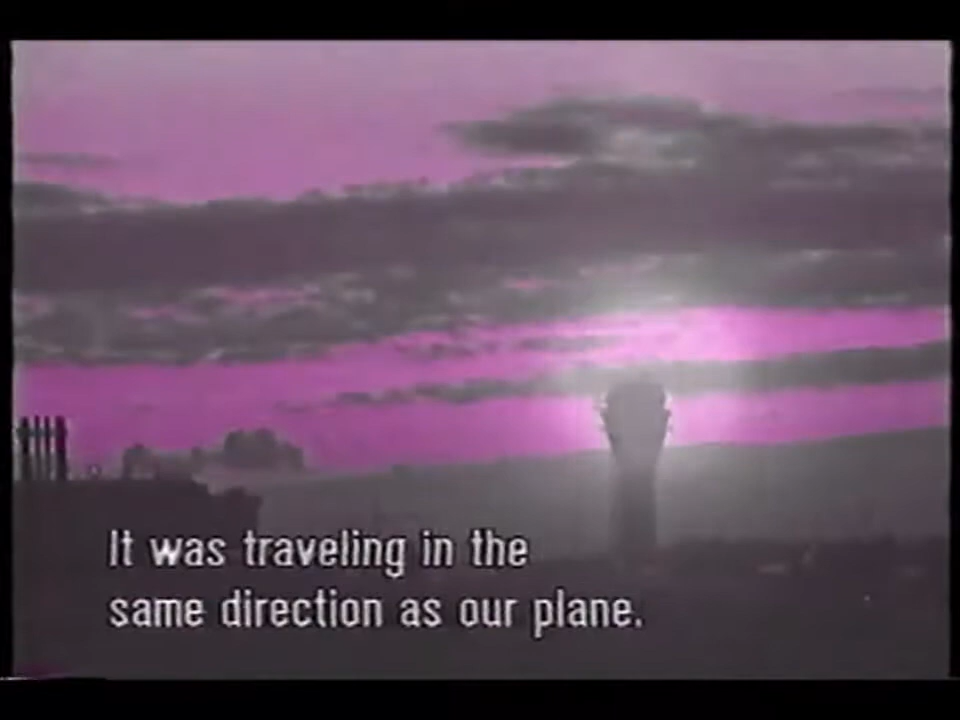 It was traveling in the
same direction as our plane.